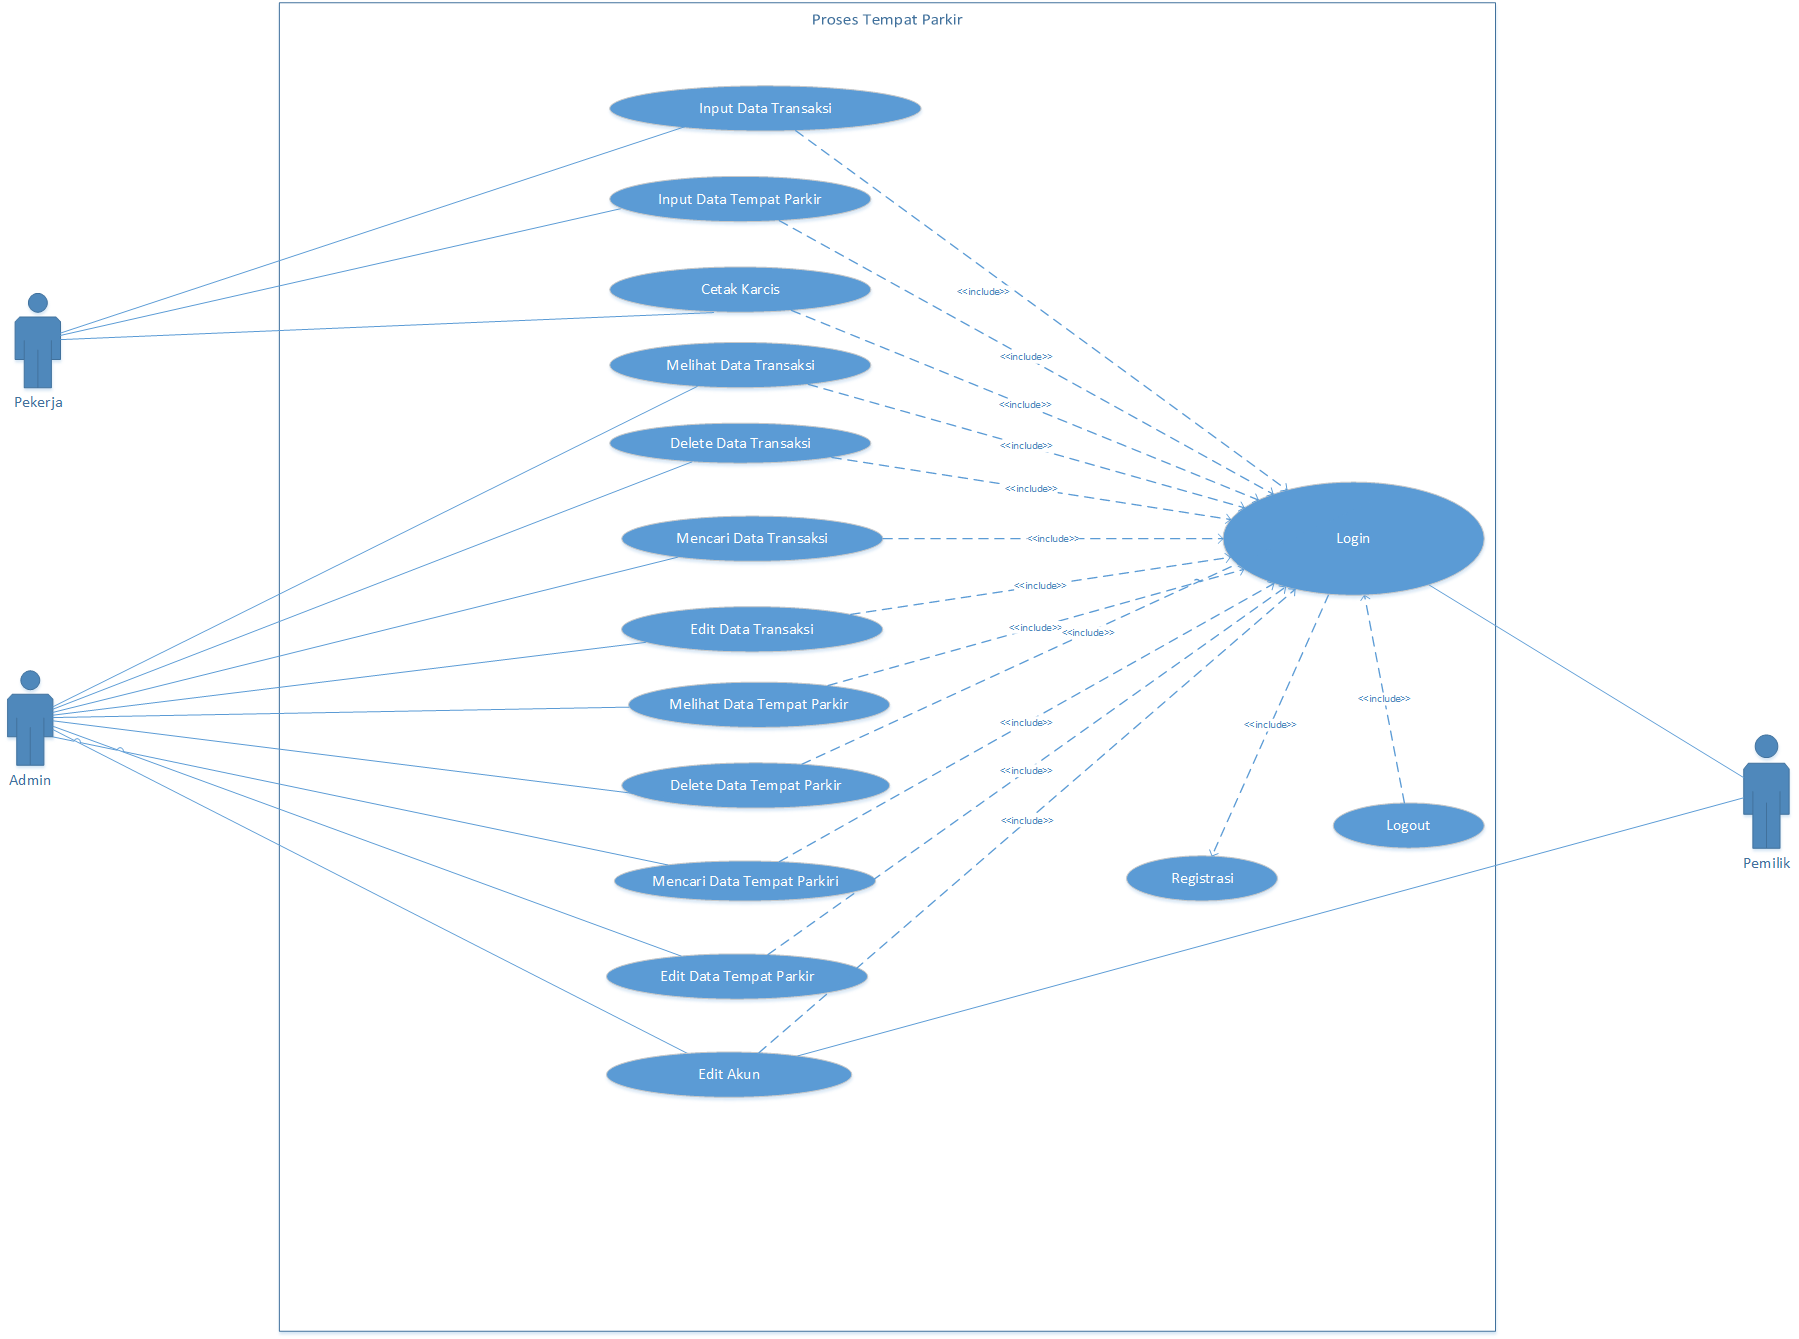 Proses Tempat Parkir
Input Data Transaksi
Input Data Tempat Parkir
Cetak Karcis
<<include>>
<<include>>
Melihat Data Transaksi
Pekerja
<<include>>
Delete Data Transaksi
<<include>>
<<include>>
Mencari Data Transaksi
<<include>>
Login
<<include>>
Edit Data Transaksi
<<include>>
<<include>>
Melihat Data Tempat Parkir
<<include>>
<<include>>
<<include>>
<<include>>
Admin
Delete Data Tempat Parkir
<<include>>
Logout
Pemilik
Mencari Data Tempat Parkiri
Registrasi
Edit Data Tempat Parkir
Edit Akun